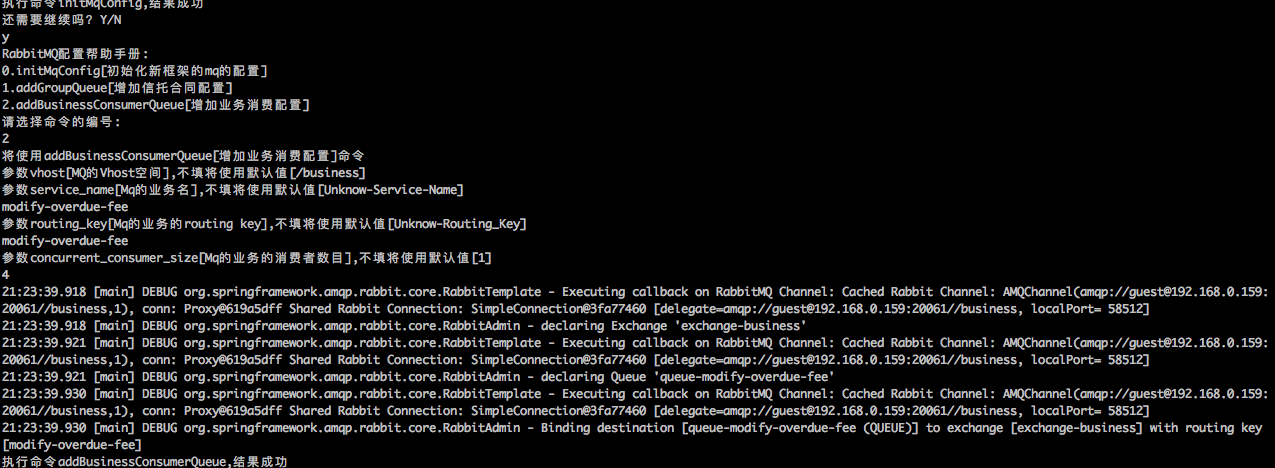 执行命令initMqConfig,结果成功
还需要继续吗? Y/N
y
RabbitMQ配置帮助手册:
0.initMqConfig[初始化新框架的mq的配置]
1.addGroupQueue[增加信托合同配置]
2.addBusinessConsumerQueue[增加业务消费配置]
请选择命令的编号:
2
将使用addBusinessConsumerQueue[增加业务消费配置]命令
参数vhost[MQ的Vhost空间],不填将使用默认值[/business]
参数service_name[Mq的业务名],不填将使用默认值[Unknow-Service-Name]
modify-overdue-fee
参数routing_key[Mq的业务的routing key],不填将使用默认值[Unknow-Routing_Key]
modify-overdue-fee
参数concurrent_consumer_size[Mq的业务的消费者数目],不填将使用默认值[1]
4
21:23:39.918 [main] DEBUG org.springframework.amqp.rabbit.core.RabbitTemplate - Executing callback on RabbitMQ Channel: Cached Rabbit Channel: AMQChannel(amqp://guest@192.168.0.159:
20061//business,1), conn: Proxy@619a5dff Shared Rabbit Connection: SimpleConnection@3fa77460 [delegate=amqp://guest@192.168.0.159:20061//business, localPort= 58512]
21:23:39.918 [main] DEBUG org.springframework.amqp.rabbit.core.RabbitAdmin - declaring Exchange 'exchange-business'
21:23:39.921 [main] DEBUG org.springframework.amqp.rabbit.core.RabbitTemplate - Executing callback on RabbitMQ Channel: Cached Rabbit Channel: AMQChannel(amqp://guest@192.168.0.159:
20061//business,1), conn: Proxy@619a5dff Shared Rabbit Connection: SimpleConnection@3fa77460 [delegate=amqp://guest@192.168.0.159:20061//business, localPort= 58512]
21:23:39.921 [main] DEBUG org.springframework.amqp.rabbit.core.RabbitAdmin - declaring Queue 'queue-modify-overdue-fee'
21:23:39.930 [main] DEBUG org.springframework.amqp.rabbit.core.RabbitTemplate - Executing callback on RabbitMQ Channel: Cached Rabbit Channel: AMQChannel(amqp://guest@192.168.0.159:
20061//business,1), conn: Proxy@619a5dff Shared Rabbit Connection: SimpleConnection@3fa77460 [delegate=amqp://guest@192.168.0.159:20061//business, localPort= 58512]
21:23:39.930 [main] DEBUG org.springframework.amqp.rabbit.core.RabbitAdmin - Binding destination [queue-modify-overdue-fee (QUEUE)] to exchange [exchange-business] with routing key
[modify-overdue-fee]
执行命令addBusinessConsumerQueue,结果成功